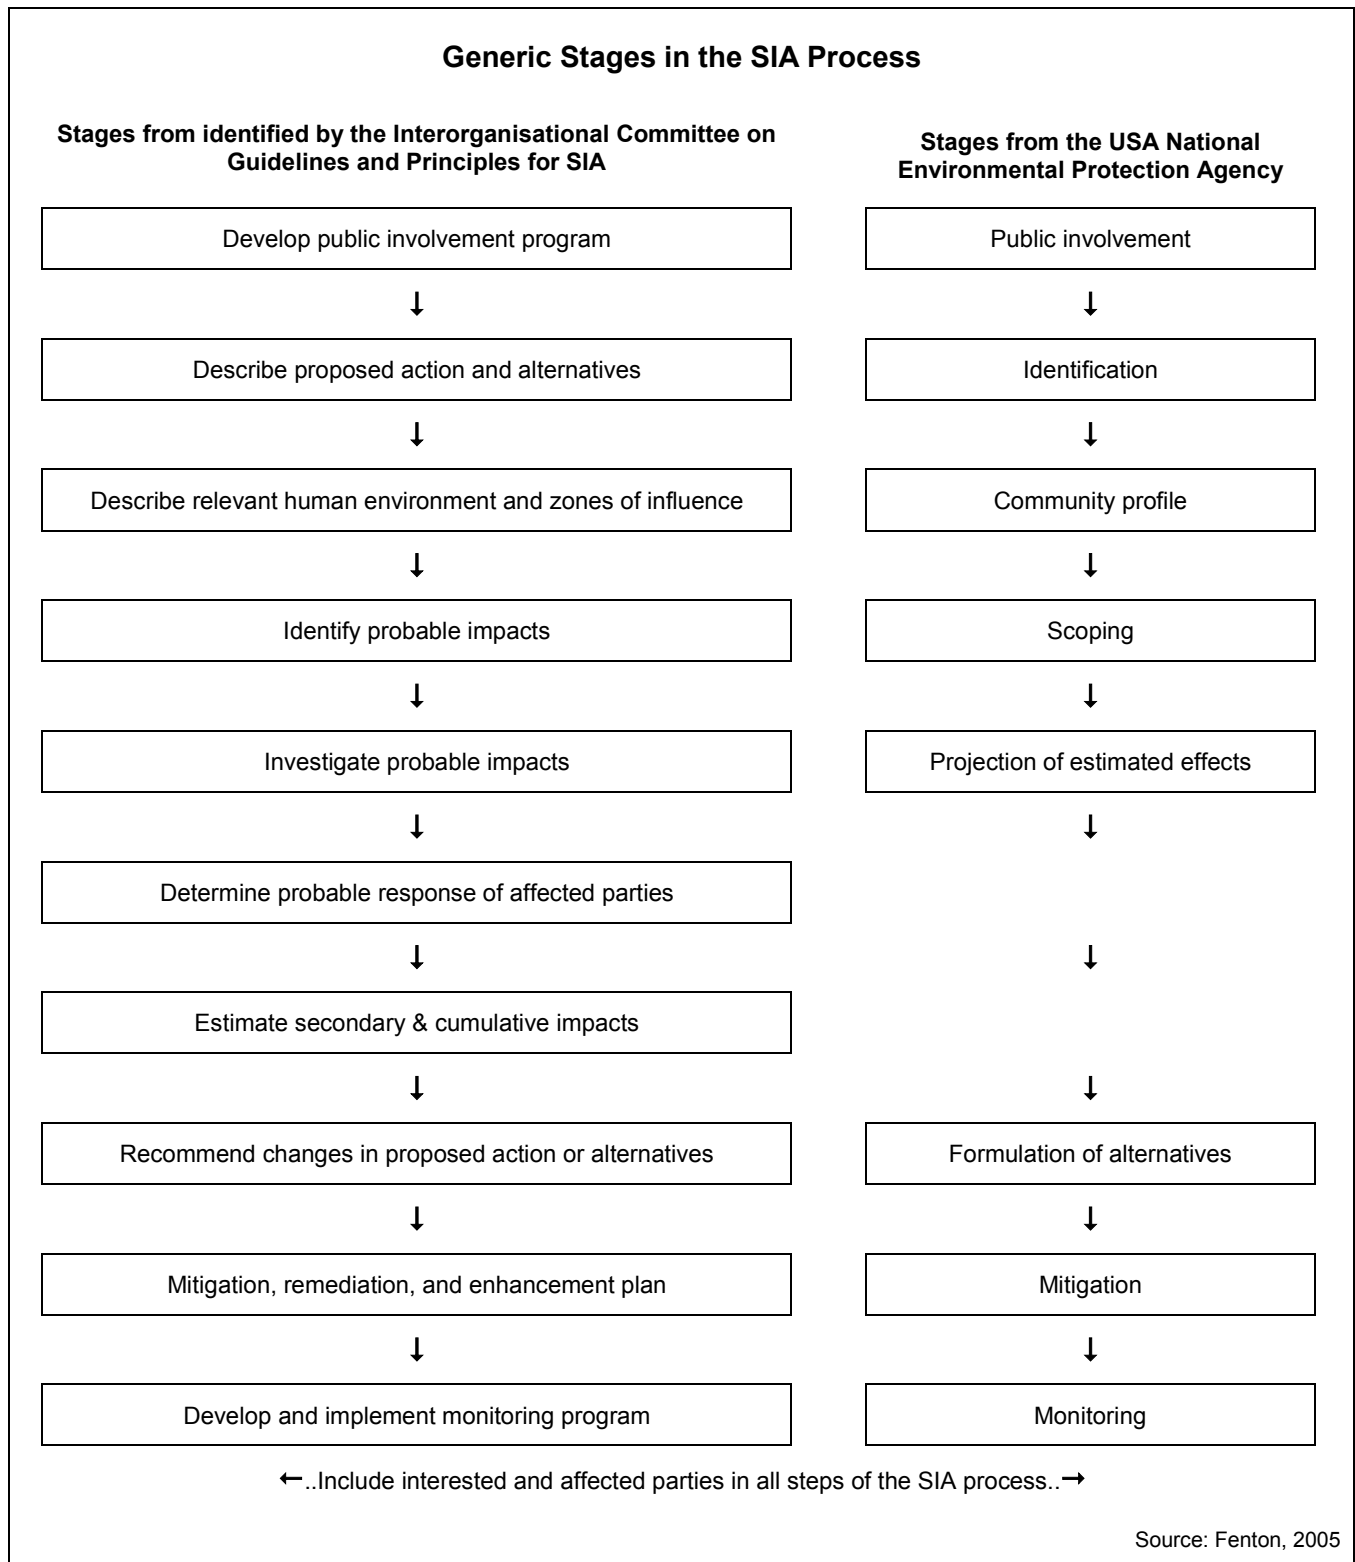 Generic Stages in the SIA Process
Stages from identified by the Interorganisational Committee on
Guidelines and Principles for SIA
Stages from the USA National
Environmental Protection Agency
Develop public involvement program
Public involvement
↓ ↓
Describe proposed action and alternatives
Identification
↓ ↓
Describe relevant human environment and zones of influence
Community profile
↓ ↓
Identify probable impacts
Scoping
↓ ↓
Investigate probable impacts
Projection of estimated effects
↓ ↓
Determine probable response of affected parties
↓ ↓
Estimate secondary & cumulative impacts
↓ ↓
Recommend changes in proposed action or alternatives
Formulation of alternatives
↓ ↓
Mitigation, remediation, and enhancement plan
Mitigation
↓ ↓
Develop and implement monitoring program
Monitoring
←..Include interested and affected parties in all steps of the SIA process..→
Source: Fenton, 2005